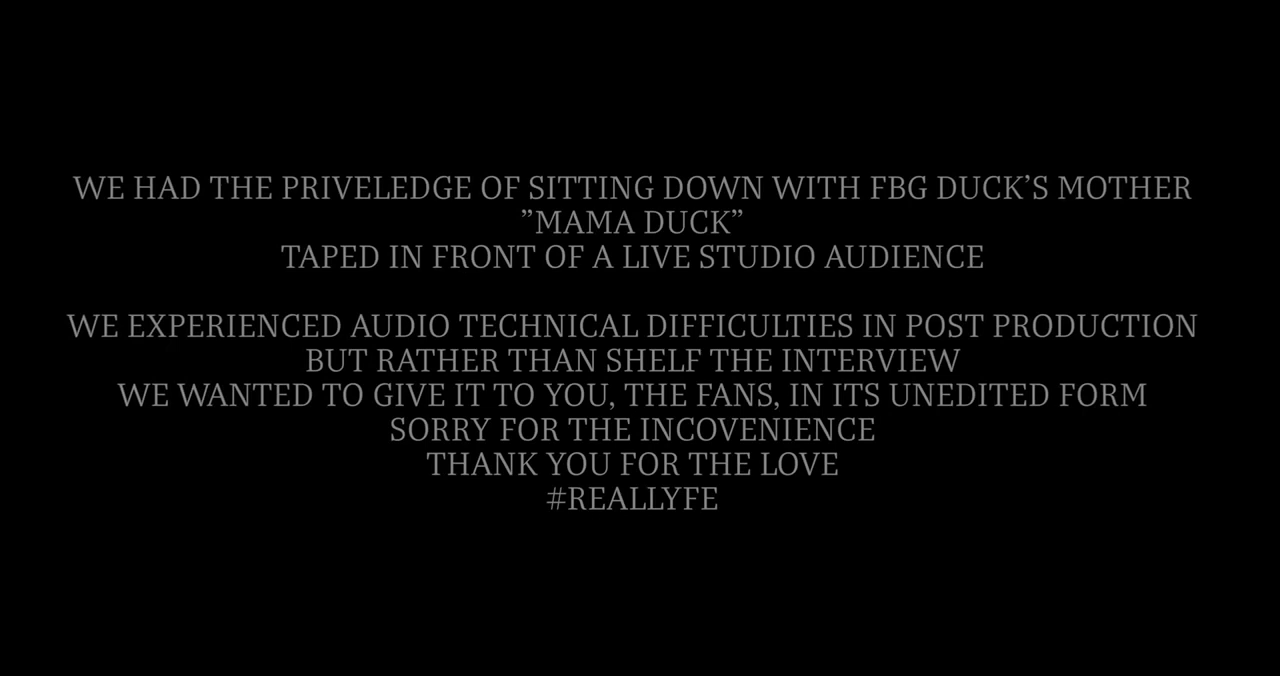 WE HAD THE PRIVELEDGE OF SITTING DOWN WITH FBG DUCK’S MOTHER
”MAMA DUCK”
TAPED IN FRONT OF A LIVE STUDIO AUDIENCE
WE EXPERIENCED AUDIO TECHNICAL DIFFICULTIES IN POST PRODUCTION
BUT RATHER THAN SHELF THE INTERVIEW
WE WANTED TO GIVE IT TO YOU, THE FANS, IN ITS UNEDITED FORM
SORRY FOR THE INCOVENIENCE
THANK YOU FOR THE LOVE
#REALLYFE